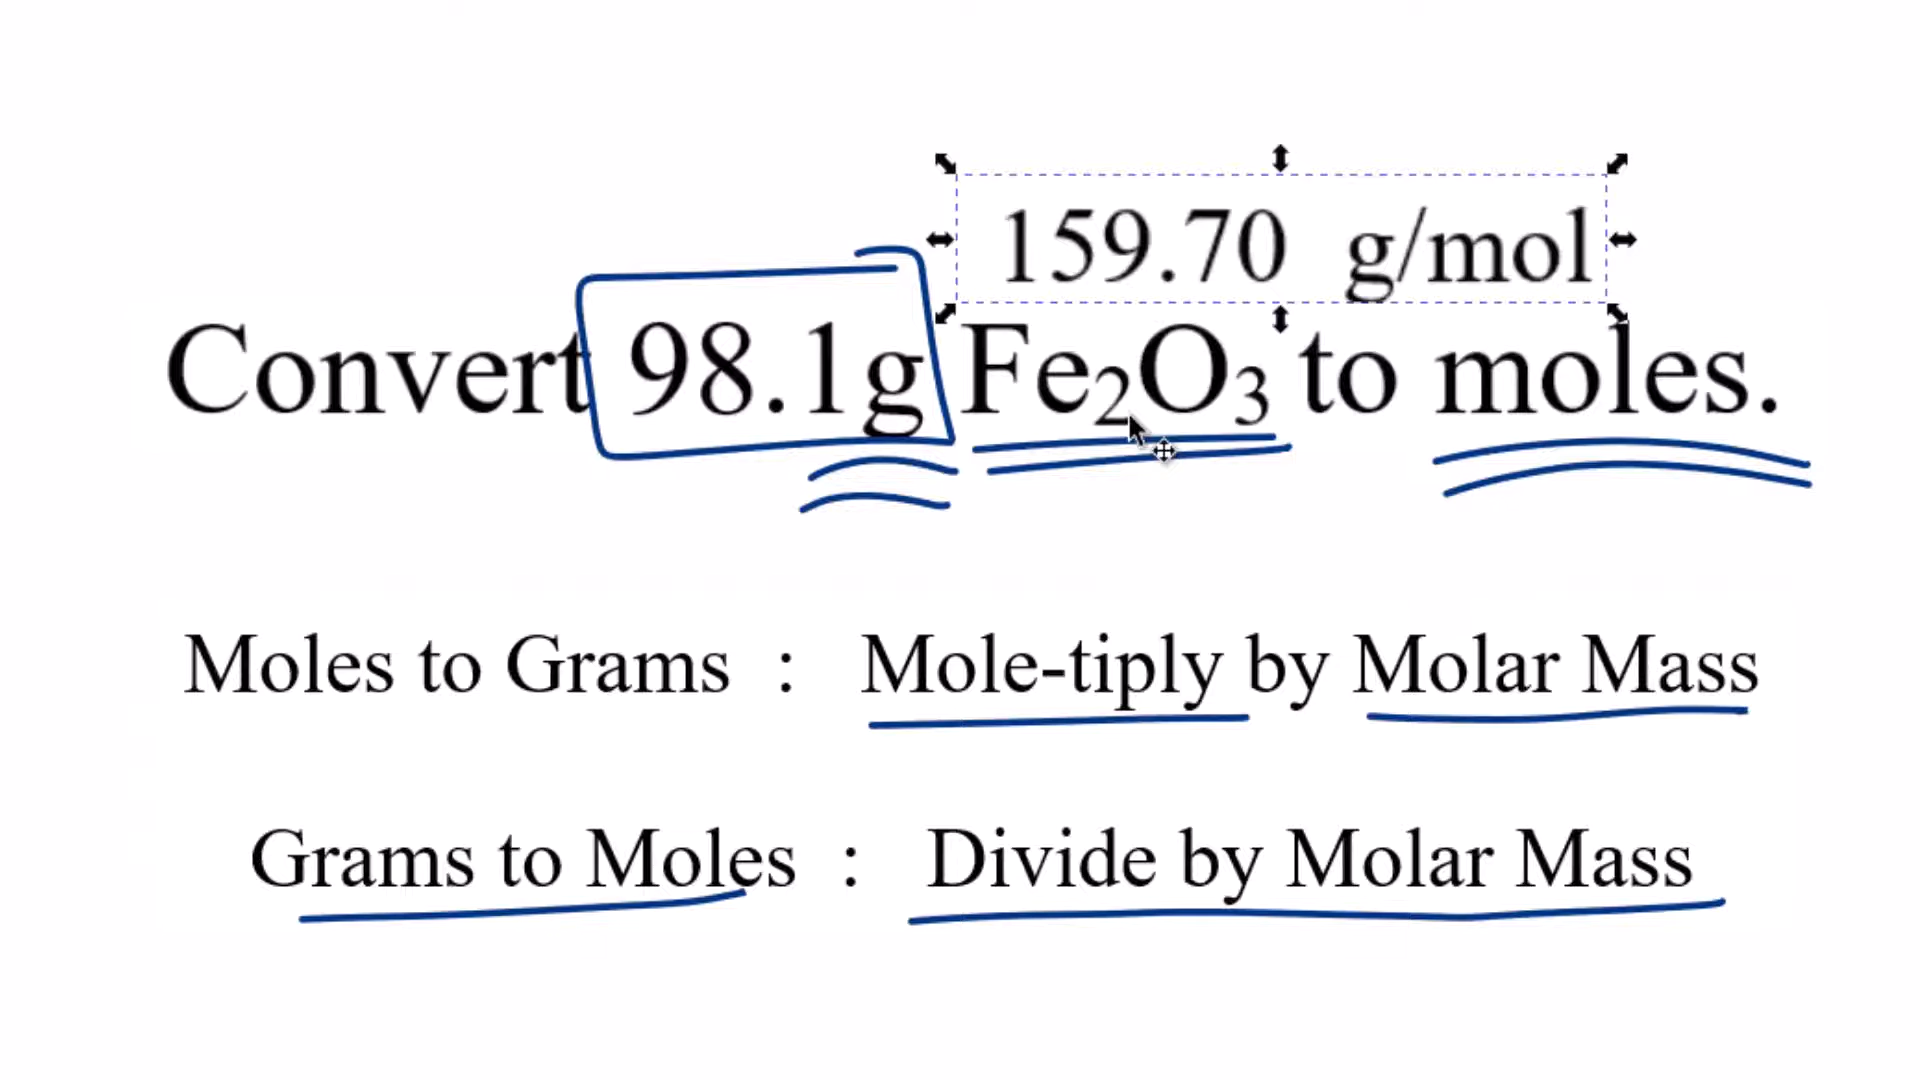 159.70 g/mol
Convert 98.1g Fe₂O₃ to moles.
Moles to Grams : Mole-tiply by Molar Mass
Grams to Moles : Divide by Molar Mass